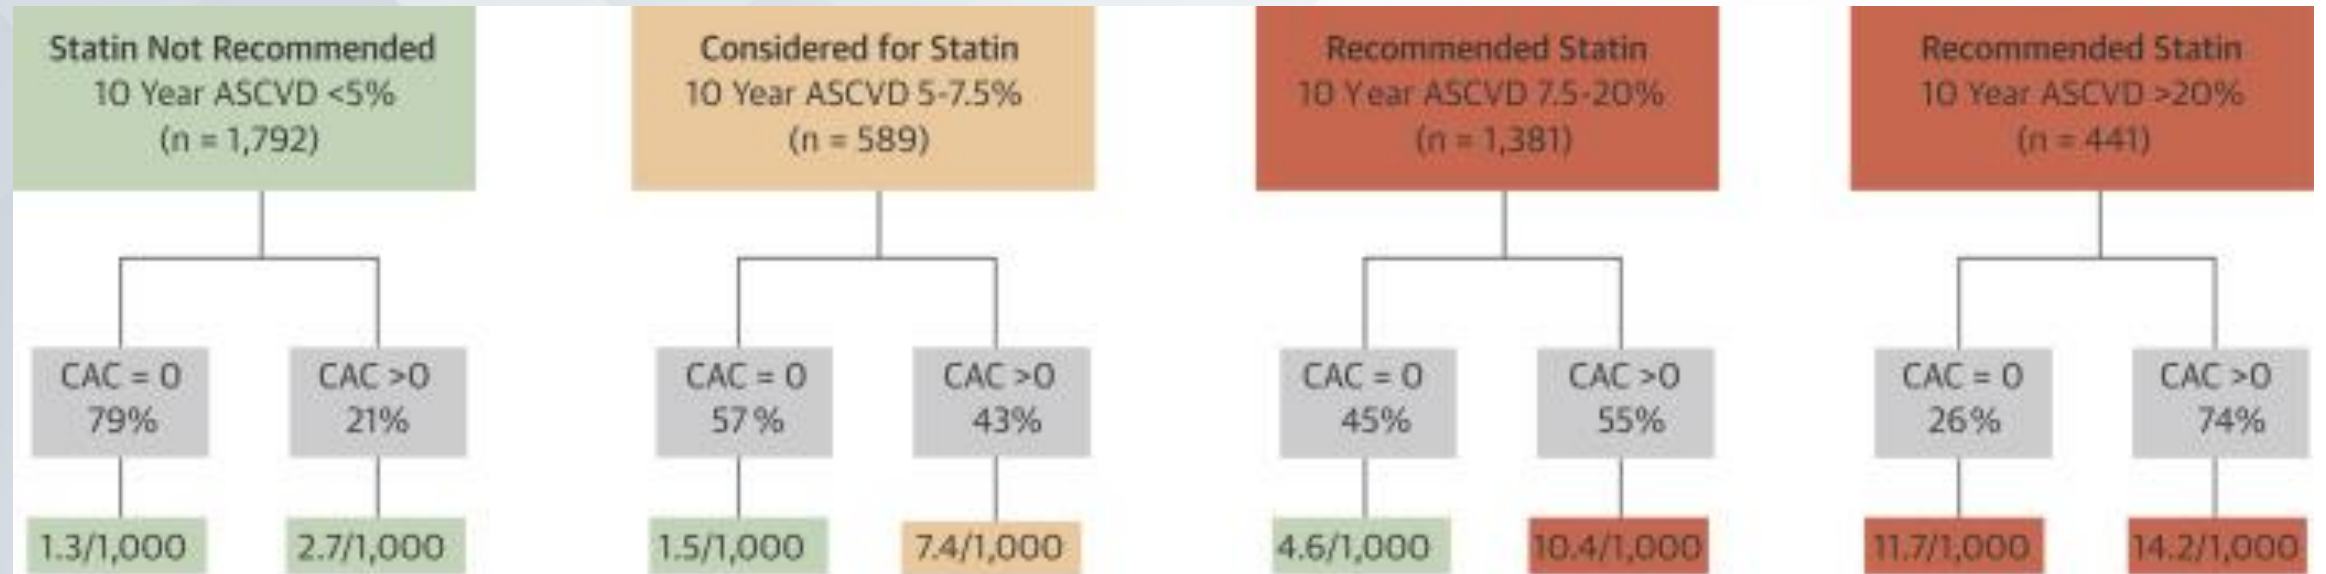 Statin Not Recommended
10 Year ASCVD <5%
(n = 1,792)
CAC = 0
79%
CAC >0
21%
1.3/1,000
2.7/1,000
Considered for Statin
10 Year ASCVD 5-7.5%
(n = 589)
CAC = 0
57%
CAC >0
43%
1.5/1,000
7.4/1,000
Recommended Statin
10 Year ASCVD 7.5-20%
(n = 1,381)
CAC = 0
45%
CAC >0
55%
4.6/1,000
10.4/1,000
Recommended Statin
10 Year ASCVD >20%
(n = 441)
CAC = 0
26%
CAC >0
74%
11.7/1,000
14.2/1,000